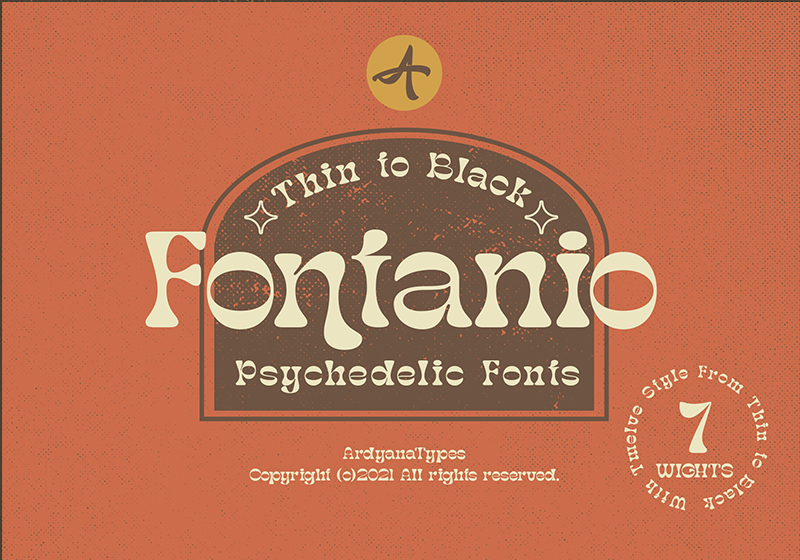 A
Thin to Black
Fontanio
Psychedelic Fonts
ArdyanaTypes
Copyright (c)2021 All rights reserved.
With Twelve Style From Thin to Black
7
WIGHTS